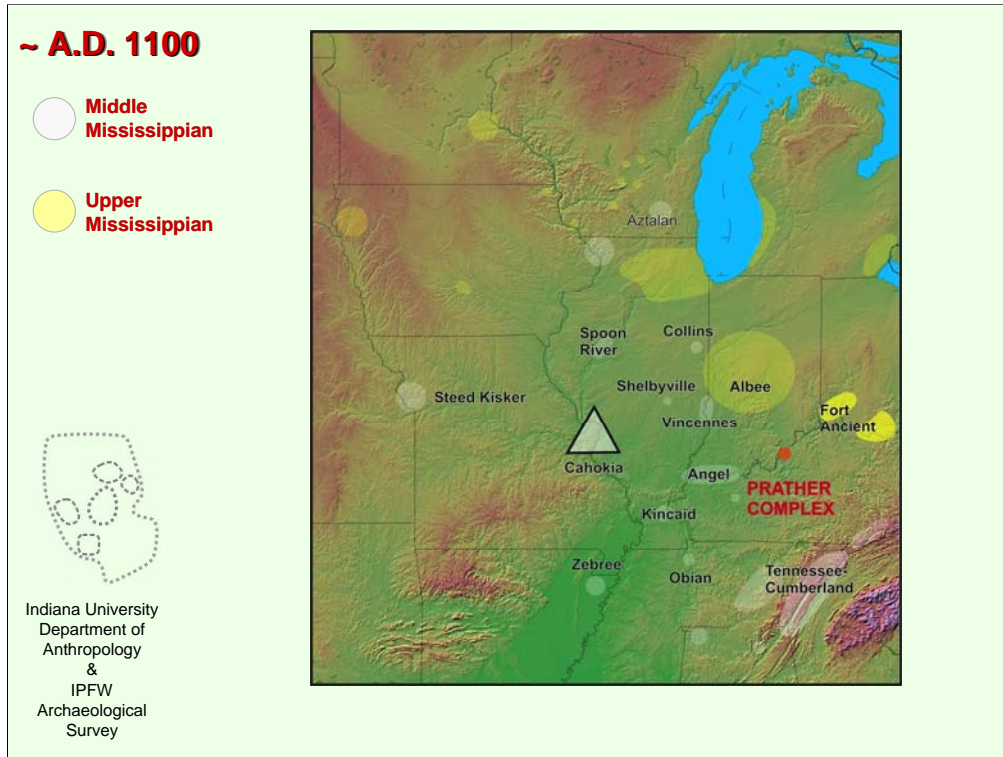 ~ A.D. 1100
Middle
Mississippian
Upper
Mississippian
Aztalan
Spoon
River
Collins
Shelbyville
Albee
Steed Kisker
Vincennes
Fort
Ancient
Cahokia
Angel
PRATHER
COMPLEX
Kincaid
Zebree
Obian
Tennessee-
Cumberland
Indiana University
Department of
Anthropology
&
IPFW
Archaeological
Survey